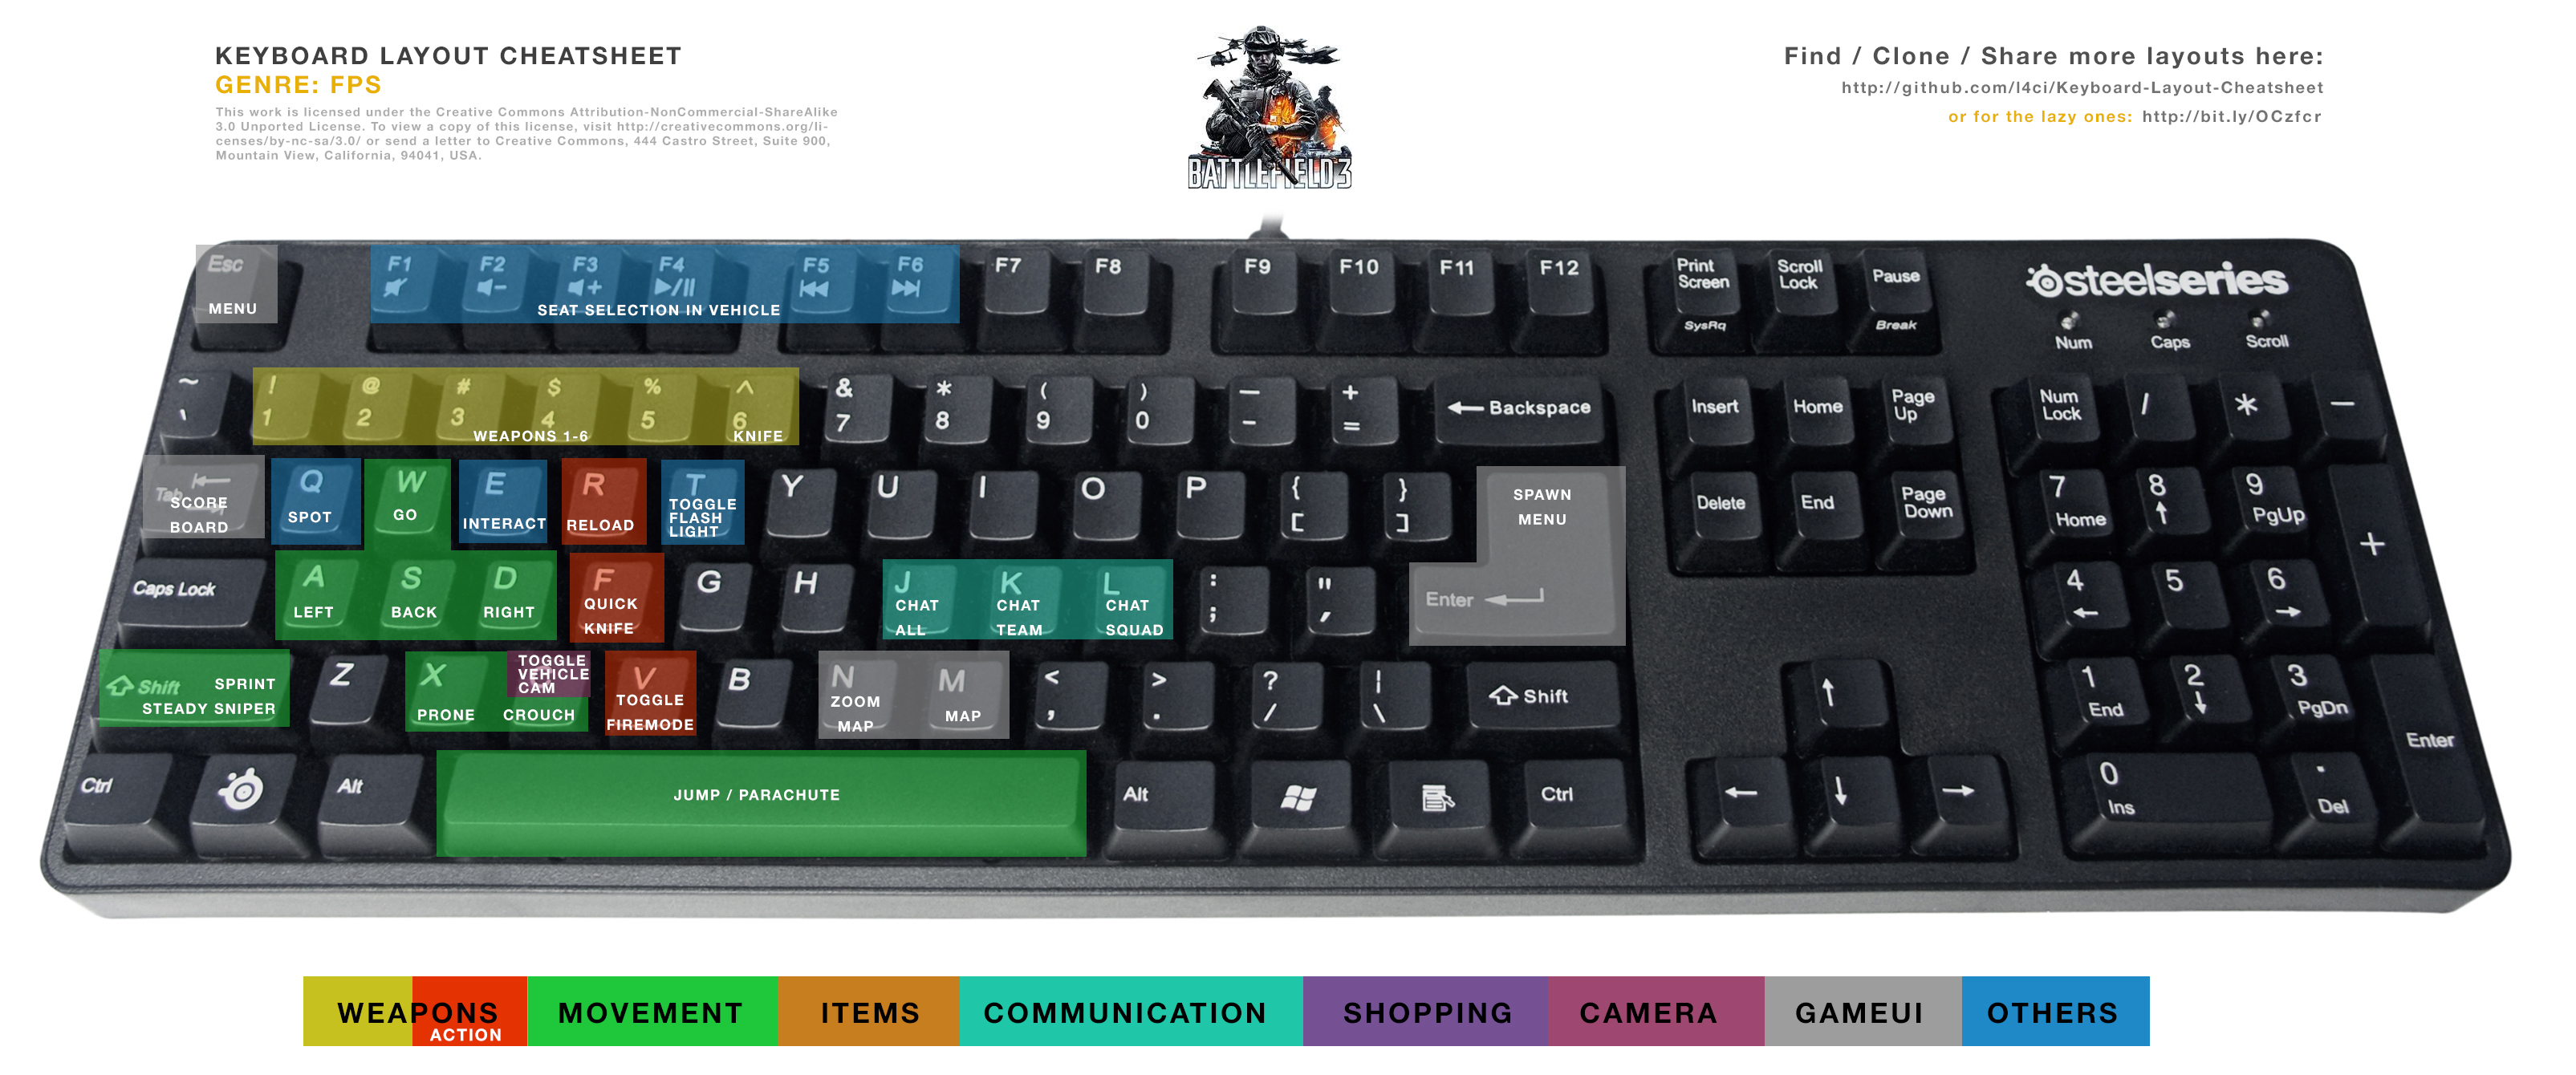 KEYBOARD LAYOUT CHEATSHEET
GENRE: FPS
This work is licensed under the Creative Commons Attribution-NonCommercial-ShareAlike
3.0 Unported License. To view a copy of this license, visit http://creativecommons.org/li-
censes/by-nc-sa/3.0/ or send a letter to Creative Commons, 444 Castro Street, Suite 900,
Mountain View, California, 94041, USA.
BATTLEFIELD3
Find / Clone / Share more layouts here:
http://github.com/l4ci/Keyboard-Layout-Cheatsheet
or for the lazy ones: http://bit.ly/OCzfcr
Esc
MENU
F1 F2 F3 F4 F5 F6 F7 F8 F9 F10 F11 F12
SEAT SELECTION IN VEHICLE
Print
Screen
SysRq
Scroll
Lock
Pause
Break
steelseries
Num Caps Scroll
~ ! @ # $ % ^ & * ( ) — +
` 1 2 3 4 5 6 7 8 9 0 - =
WEAPONS 1-6 KNIFE
← Backspace
Insert Home Page
Up
Num
Lock
/ * −
Tab
SCORE
BOARD
Q
SPOT
W
GO
E
INTERACT
R
RELOAD
T
TOGGLE
FLASH
LIGHT
Y U I O P { }
[ ]
SPAWN
MENU
Delete End Page
Down
7
Home
8
↑
9
PgUp
+
Caps Lock
A
LEFT
S
BACK
D
RIGHT
F
QUICK
KNIFE
G H
J
CHAT
ALL
K
CHAT
TEAM
L
CHAT
SQUAD
: "
; ,
Enter
4
←
5
6
→
Shift SPRINT
STEADY SNIPER
Z
X
PRONE
TOGGLE
VEHICLE
CAM
CROUCH
V
TOGGLE
FIREMODE
B
N
ZOOM
MAP
M
MAP
< > ? |
, . / \
Shift
↑
1
End
2
↓
3
PgDn
Enter
Ctrl Alt
JUMP / PARACHUTE
Alt Ctrl
← ↓ →
0
Ins
.
Del
WEAPONS
ACTION
MOVEMENT
ITEMS
COMMUNICATION
SHOPPING
CAMERA
GAMEUI
OTHERS